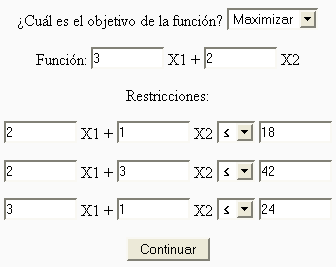 ¿Cuál es el objetivo de la función? Maximizar
Función: 3 X1 + 2 X2
Restricciones:
2 X1 + 1 X2 ≤ 18
2 X1 + 3 X2 ≤ 42
3 X1 + 1 X2 ≤ 24
Continuar